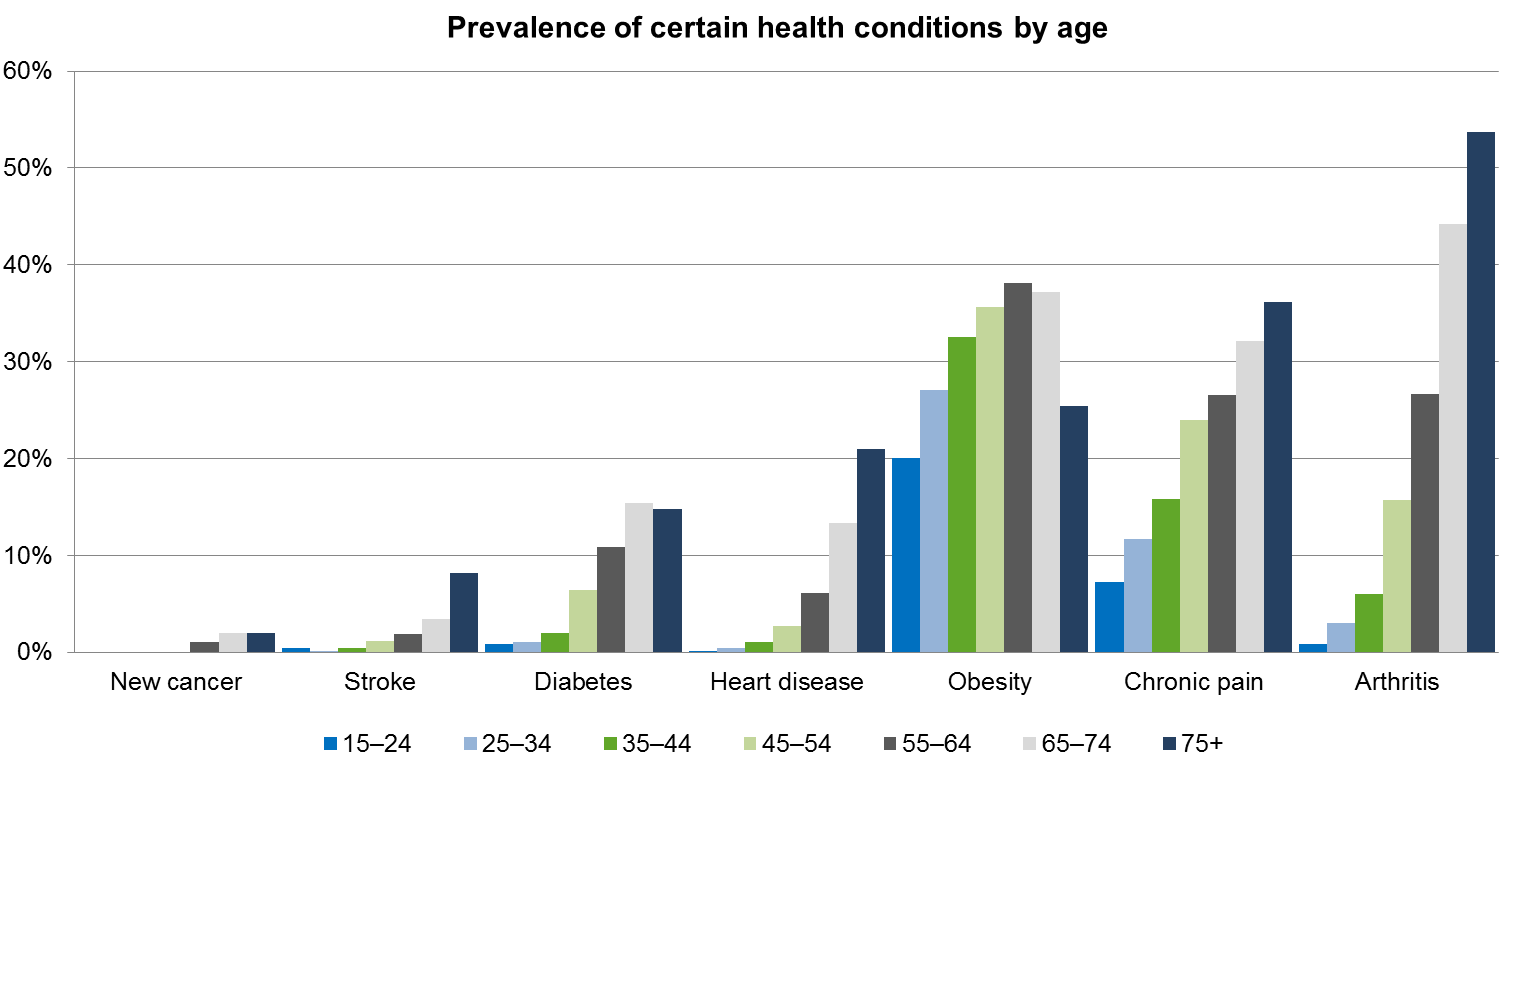 Prevalence of certain health conditions by age
60%
50%
40%
30%
20%
10%
0%
New cancer Stroke Diabetes Heart disease Obesity Chronic pain Arthritis
15–24 25–34 35–44 45–54 55–64 65–74 75+